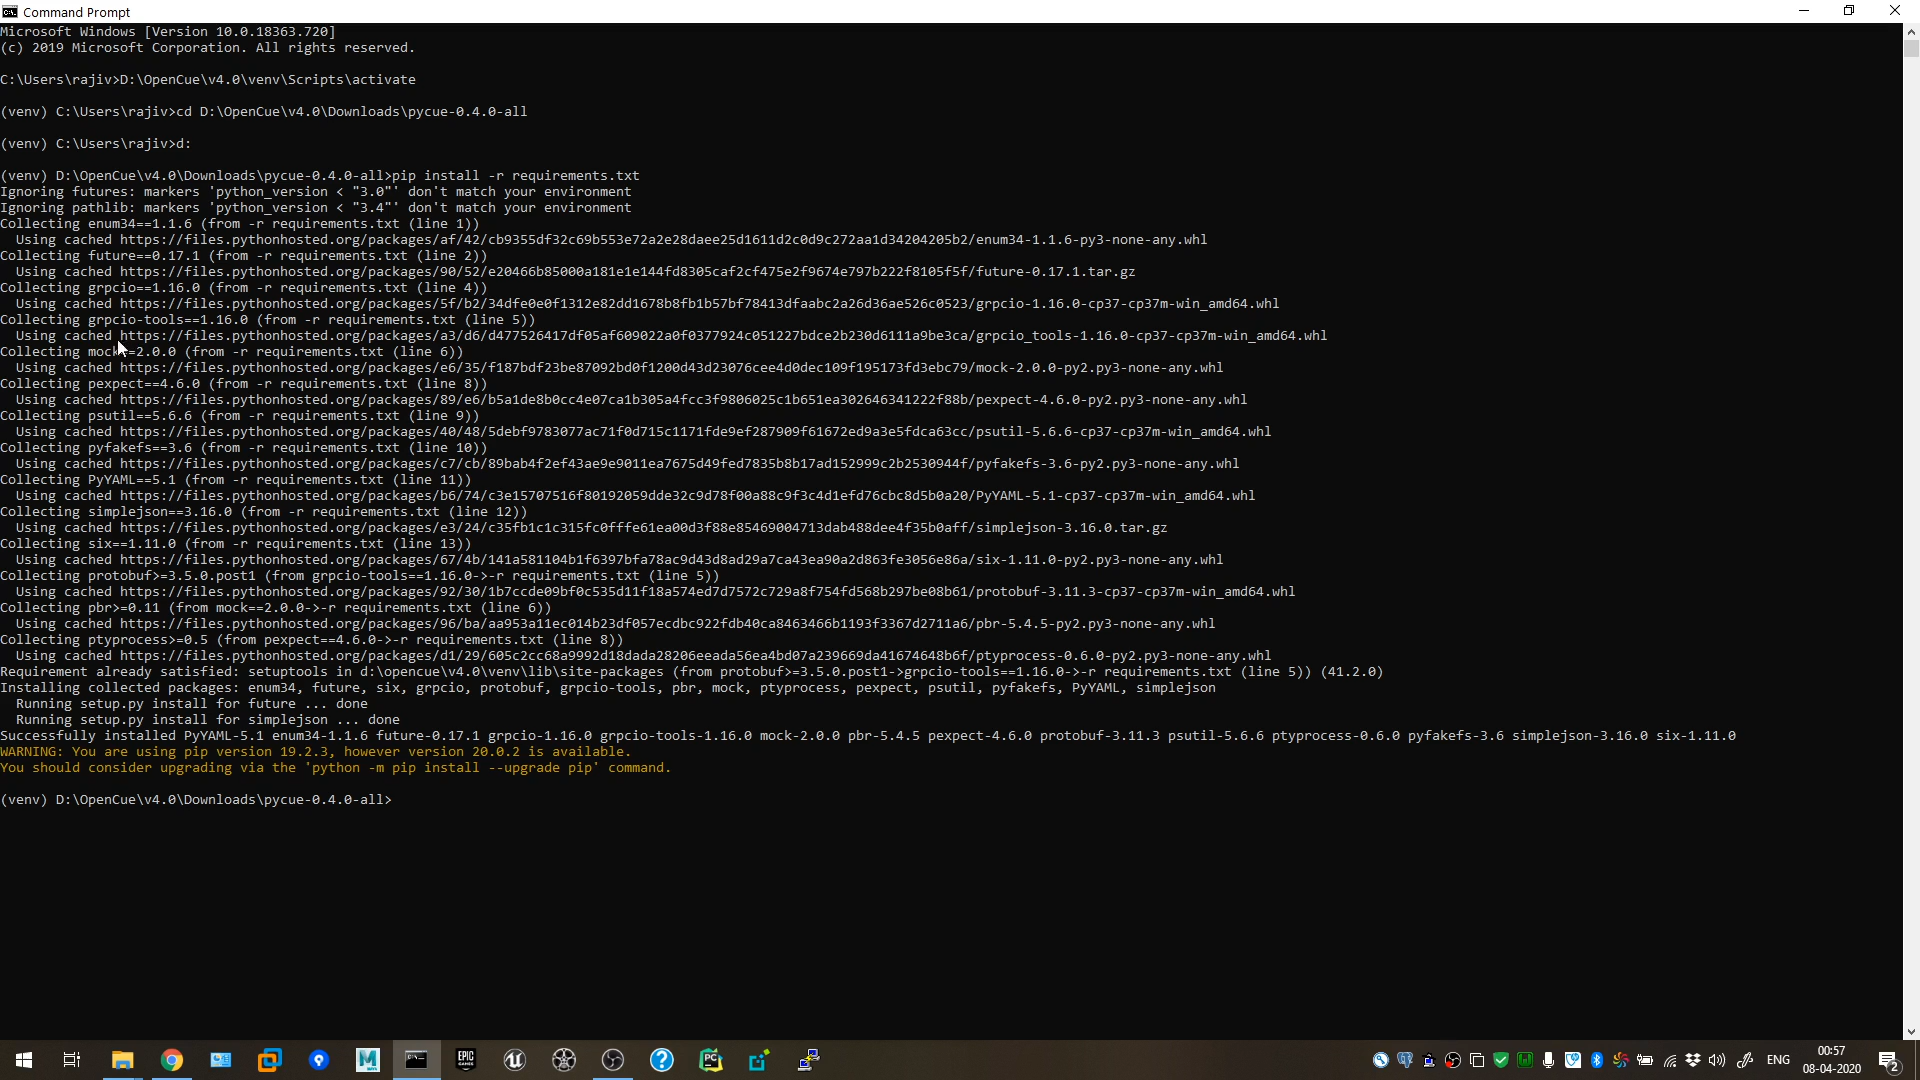 Command Prompt
Microsoft Windows [Version 10.0.18363.720]
(c) 2019 Microsoft Corporation. All rights reserved.
C:\Users\rajiv>D:\OpenCue\v4.0\venv\Scripts\activate
(venv) C:\Users\rajiv>cd D:\OpenCue\v4.0\Downloads\pycue-0.4.0-all
(venv) C:\Users\rajiv>d:
(venv) D:\OpenCue\v4.0\Downloads\pycue-0.4.0-all>pip install -r requirements.txt
Ignoring futures: markers 'python_version < "3.0"' don't match your environment
Ignoring pathlib: markers 'python_version < "3.4"' don't match your environment
Collecting enum34==1.1.6 (from -r requirements.txt (line 1))
Using cached https://files.pythonhosted.org/packages/af/42/cb9355df32c69b553e72a2e28daee25d1611d2c0d9c272aa1d34204205b2/enum34-1.1.6-py3-none-any.whl
Collecting future==0.17.1 (from -r requirements.txt (line 2))
Using cached https://files.pythonhosted.org/packages/90/52/e20466b85000a181e1e144fd8305caf2cf475e2f9674e797b222f8105f5f/future-0.17.1.tar.gz
Collecting grpcio==1.16.0 (from -r requirements.txt (line 4))
Using cached https://files.pythonhosted.org/packages/5f/b2/34dfe0e0f1312e82dd1678b8fb1b57bf78413dfaabc2a26d36ae526c0523/grpcio-1.16.0-cp37-cp37m-win_amd64.whl
Collecting grpcio-tools==1.16.0 (from -r requirements.txt (line 5))
Using cached https://files.pythonhosted.org/packages/a3/d6/d477526417df05af609022a0f0377924c051227bdce2b230d6111a9be3ca/grpcio_tools-1.16.0-cp37-cp37m-win_amd64.whl
Collecting mock==2.0.0 (from -r requirements.txt (line 6))
Using cached https://files.pythonhosted.org/packages/e6/35/f187bdf23be87092bd0f1200d43d23076cee4d0dec109f195173fd3ebc79/mock-2.0.0-py2.py3-none-any.whl
Collecting pexpect==4.6.0 (from -r requirements.txt (line 8))
Using cached https://files.pythonhosted.org/packages/89/e6/b5a1de8b0cc4e07ca1b305a4fcc3f9806025c1b651ea302646341222f88b/pexpect-4.6.0-py2.py3-none-any.whl
Collecting psutil==5.6.6 (from -r requirements.txt (line 9))
Using cached https://files.pythonhosted.org/packages/40/48/5debf9783077ac71f0d715c1171fde9ef287909f61672ed9a3e5fdca63cc/psutil-5.6.6-cp37-cp37m-win_amd64.whl
Collecting pyfakefs==3.6 (from -r requirements.txt (line 10))
Using cached https://files.pythonhosted.org/packages/c7/cb/89bab4f2ef43ae9e9011ea7675d49fed7835b8b17ad152999c2b2530944f/pyfakefs-3.6-py2.py3-none-any.whl
Collecting PyYAML==5.1 (from -r requirements.txt (line 11))
Using cached https://files.pythonhosted.org/packages/b6/74/c3e15707516f80192059dde32c9d78f00a88c9f3c4d1efd76cbc8d5b0a20/PyYAML-5.1-cp37-cp37m-win_amd64.whl
Collecting simplejson==3.16.0 (from -r requirements.txt (line 12))
Using cached https://files.pythonhosted.org/packages/e3/24/c35fb1c1c315fc0fffe61ea00d3f88e85469004713dab488dee4f35b0aff/simplejson-3.16.0.tar.gz
Collecting six==1.11.0 (from -r requirements.txt (line 13))
Using cached https://files.pythonhosted.org/packages/67/4b/141a581104b1f6397bfa78ac9d43d8ad29a7ca43ea90a2d863fe3056e86a/six-1.11.0-py2.py3-none-any.whl
Collecting protobuf>=3.5.0.post1 (from grpcio-tools==1.16.0->-r requirements.txt (line 5))
Using cached https://files.pythonhosted.org/packages/92/30/1b7ccde09bf0c535d11f18a574ed7d7572c729a8f754fd568b297be08b61/protobuf-3.11.3-cp37-cp37m-win_amd64.whl
Collecting pbr>=0.11 (from mock==2.0.0->-r requirements.txt (line 6))
Using cached https://files.pythonhosted.org/packages/96/ba/aa953a11ec014b23df057ecdbc922fdb40ca8463466b1193f3367d2711a6/pbr-5.4.5-py2.py3-none-any.whl
Collecting ptyprocess>=0.5 (from pexpect==4.6.0->-r requirements.txt (line 8))
Using cached https://files.pythonhosted.org/packages/d1/29/605c2cc68a9992d18dada28206eeada56ea4bd07a239669da41674648b6f/ptyprocess-0.6.0-py2.py3-none-any.whl
Requirement already satisfied: setuptools in d:\opencue\v4.0\venv\lib\site-packages (from protobuf>=3.5.0.post1->grpcio-tools==1.16.0->-r requirements.txt (line 5)) (41.2.0)
Installing collected packages: enum34, future, six, grpcio, protobuf, grpcio-tools, pbr, mock, ptyprocess, pexpect, psutil, pyfakefs, PyYAML, simplejson
Running setup.py install for future ... done
Running setup.py install for simplejson ... done
Successfully installed PyYAML-5.1 enum34-1.1.6 future-0.17.1 grpcio-1.16.0 grpcio-tools-1.16.0 mock-2.0.0 pbr-5.4.5 pexpect-4.6.0 protobuf-3.11.3 psutil-5.6.6 ptyprocess-0.6.0 pyfakefs-3.6 simplejson-3.16.0 six-1.11.0
WARNING: You are using pip version 19.2.3, however version 20.0.2 is available.
You should consider upgrading via the 'python -m pip install --upgrade pip' command.
(venv) D:\OpenCue\v4.0\Downloads\pycue-0.4.0-all>
EPIC
PC
ENG
00:57
08-04-2020
2